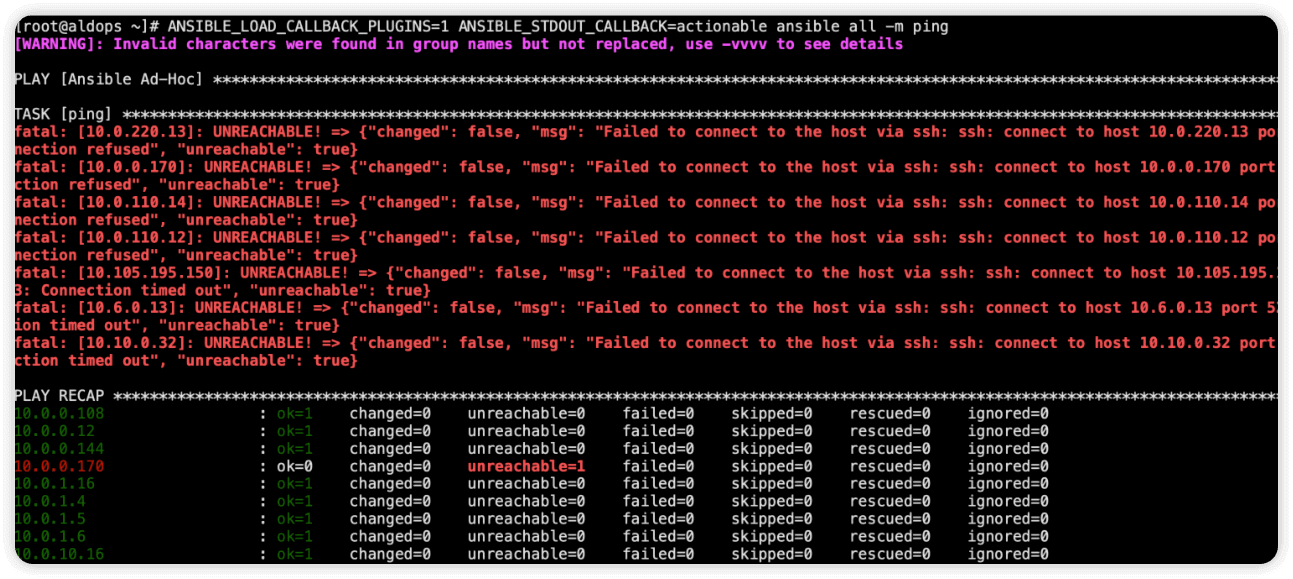 [root@aldops ~]# ANSIBLE_LOAD_CALLBACK_PLUGINS=1 ANSIBLE_STDOUT_CALLBACK=actionable ansible all -m ping
[WARNING]: Invalid characters were found in group names but not replaced, use -vvvv to see details
PLAY [Ansible Ad-Hoc] **********************************************************************************************************************
TASK [ping] ********************************************************************************************************************************
fatal: [10.0.220.13]: UNREACHABLE! => {"changed": false, "msg": "Failed to connect to the host via ssh: ssh: connect to host 10.0.220.13 po
nection refused", "unreachable": true}
fatal: [10.0.0.170]: UNREACHABLE! => {"changed": false, "msg": "Failed to connect to the host via ssh: ssh: connect to host 10.0.0.170 port
ction refused", "unreachable": true}
fatal: [10.0.110.14]: UNREACHABLE! => {"changed": false, "msg": "Failed to connect to the host via ssh: ssh: connect to host 10.0.110.14 po
nection refused", "unreachable": true}
fatal: [10.0.110.12]: UNREACHABLE! => {"changed": false, "msg": "Failed to connect to the host via ssh: ssh: connect to host 10.0.110.12 po
nection refused", "unreachable": true}
fatal: [10.105.195.150]: UNREACHABLE! => {"changed": false, "msg": "Failed to connect to the host via ssh: ssh: connect to host 10.105.195.
3: Connection timed out", "unreachable": true}
fatal: [10.6.0.13]: UNREACHABLE! => {"changed": false, "msg": "Failed to connect to the host via ssh: ssh: connect to host 10.6.0.13 port 5
ion timed out", "unreachable": true}
fatal: [10.10.0.32]: UNREACHABLE! => {"changed": false, "msg": "Failed to connect to the host via ssh: ssh: connect to host 10.10.0.32 port
ction timed out", "unreachable": true}
PLAY RECAP *********************************************************************************************************************************
10.0.0.108 : ok=1 changed=0 unreachable=0 failed=0 skipped=0 rescued=0 ignored=0
10.0.0.12 : ok=1 changed=0 unreachable=0 failed=0 skipped=0 rescued=0 ignored=0
10.0.0.144 : ok=1 changed=0 unreachable=0 failed=0 skipped=0 rescued=0 ignored=0
10.0.0.170 : ok=0 changed=0 unreachable=1 failed=0 skipped=0 rescued=0 ignored=0
10.0.1.16 : ok=1 changed=0 unreachable=0 failed=0 skipped=0 rescued=0 ignored=0
10.0.1.4 : ok=1 changed=0 unreachable=0 failed=0 skipped=0 rescued=0 ignored=0
10.0.1.5 : ok=1 changed=0 unreachable=0 failed=0 skipped=0 rescued=0 ignored=0
10.0.1.6 : ok=1 changed=0 unreachable=0 failed=0 skipped=0 rescued=0 ignored=0
10.0.10.16 : ok=1 changed=0 unreachable=0 failed=0 skipped=0 rescued=0 ignored=0